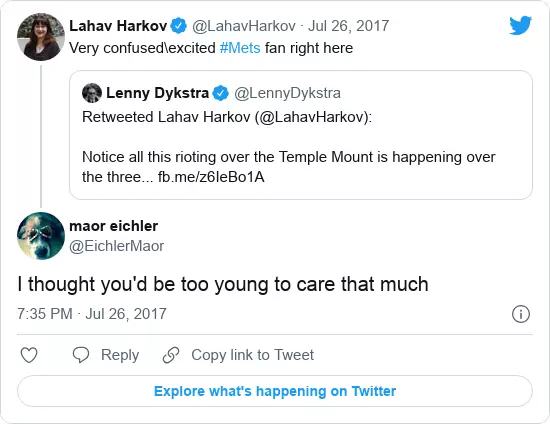 Lahav Harkov @LahavHarkov · Jul 26, 2017
Very confused\excited #Mets fan right here
Lenny Dykstra @LennyDykstra
Retweeted Lahav Harkov (@LahavHarkov):
Notice all this rioting over the Temple Mount is happening over
the three... fb.me/z6IeBo1A
maor eichler
@EichlerMaor
I thought you'd be too young to care that much
7:35 PM · Jul 26, 2017
Reply Copy link to Tweet
Explore what's happening on Twitter